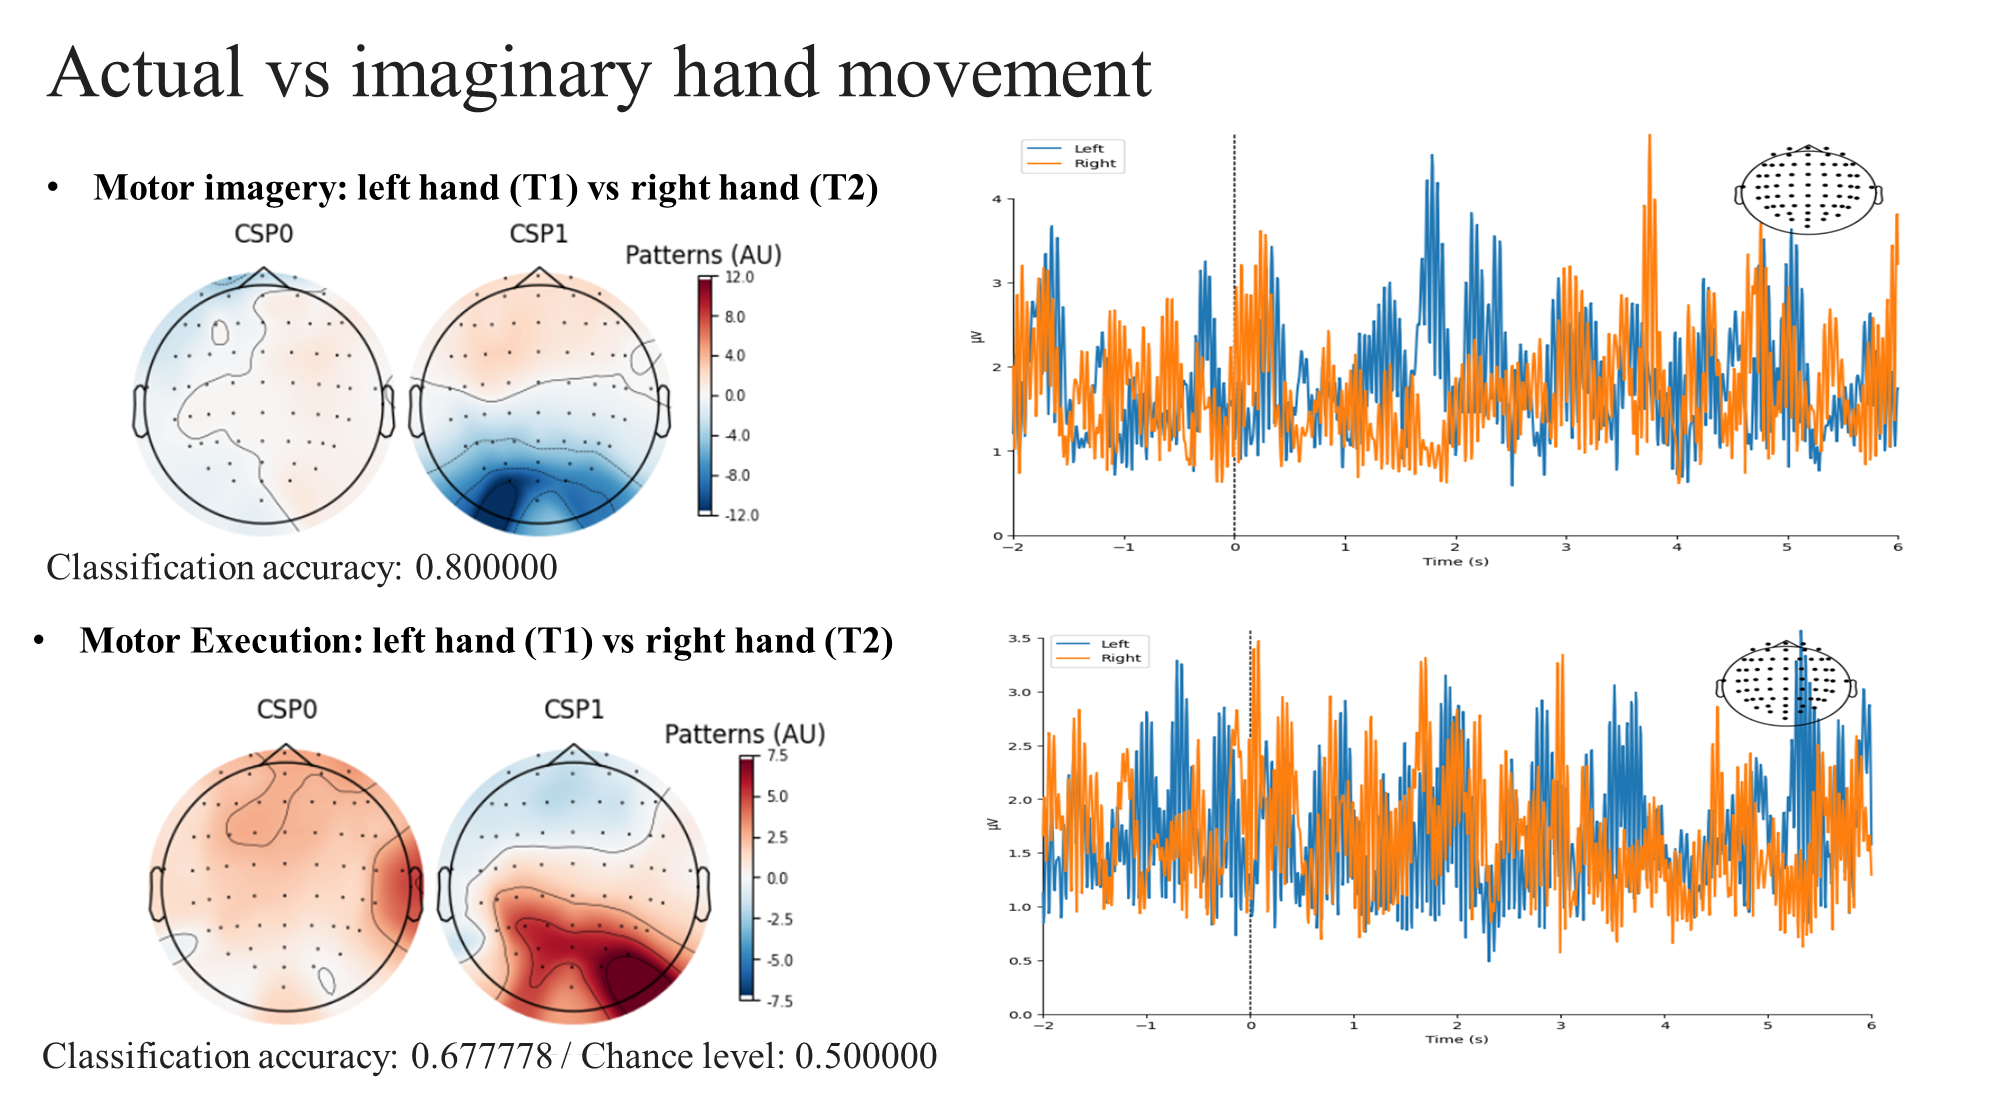 Actual vs imaginary hand movement
• Motor imagery: left hand (T1) vs right hand (T2)
CSP0
CSP1
Patterns (AU)
12.0
8.0
4.0
0.0
-4.0
-8.0
-12.0
Classification accuracy: 0.800000
Left
Right
4
3
2
1
0
µV
−2 −1 0 1 2 3 4 5 6
Time (s)
• Motor Execution: left hand (T1) vs right hand (T2)
CSP0
CSP1
Patterns (AU)
7.5
5.0
2.5
0.0
-2.5
-5.0
-7.5
Classification accuracy: 0.677778 / Chance level: 0.500000
Left
Right
3.5
3.0
2.5
2.0
1.5
1.0
0.5
0.0
µV
−2 −1 0 1 2 3 4 5 6
Time (s)